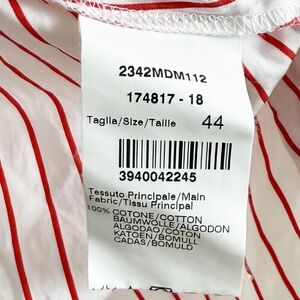 2342MDM112
174817 - 18
Taglia/Size/Taille 44
3940042245
Tessuto Principale/Main
Fabric/Tissu Principal
100% COTONE/COTTON
BAUMWOLLE/ALGODON
ALGODAO/COTON
KATOEN/BOMULL
CADAS/BOMULD